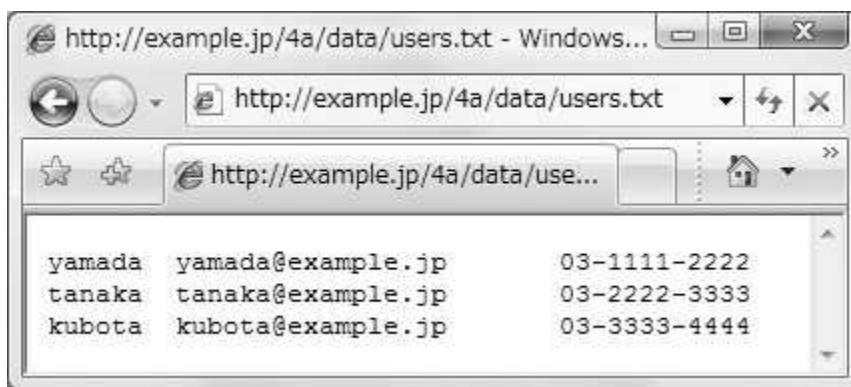 http://example.jp/4a/data/users.txt - Windows...
http://example.jp/4a/data/users.txt
http://example.jp/4a/data/use...
yamada yamada@example.jp 03-1111-2222
tanaka tanaka@example.jp 03-2222-3333
kubota kubota@example.jp 03-3333-4444